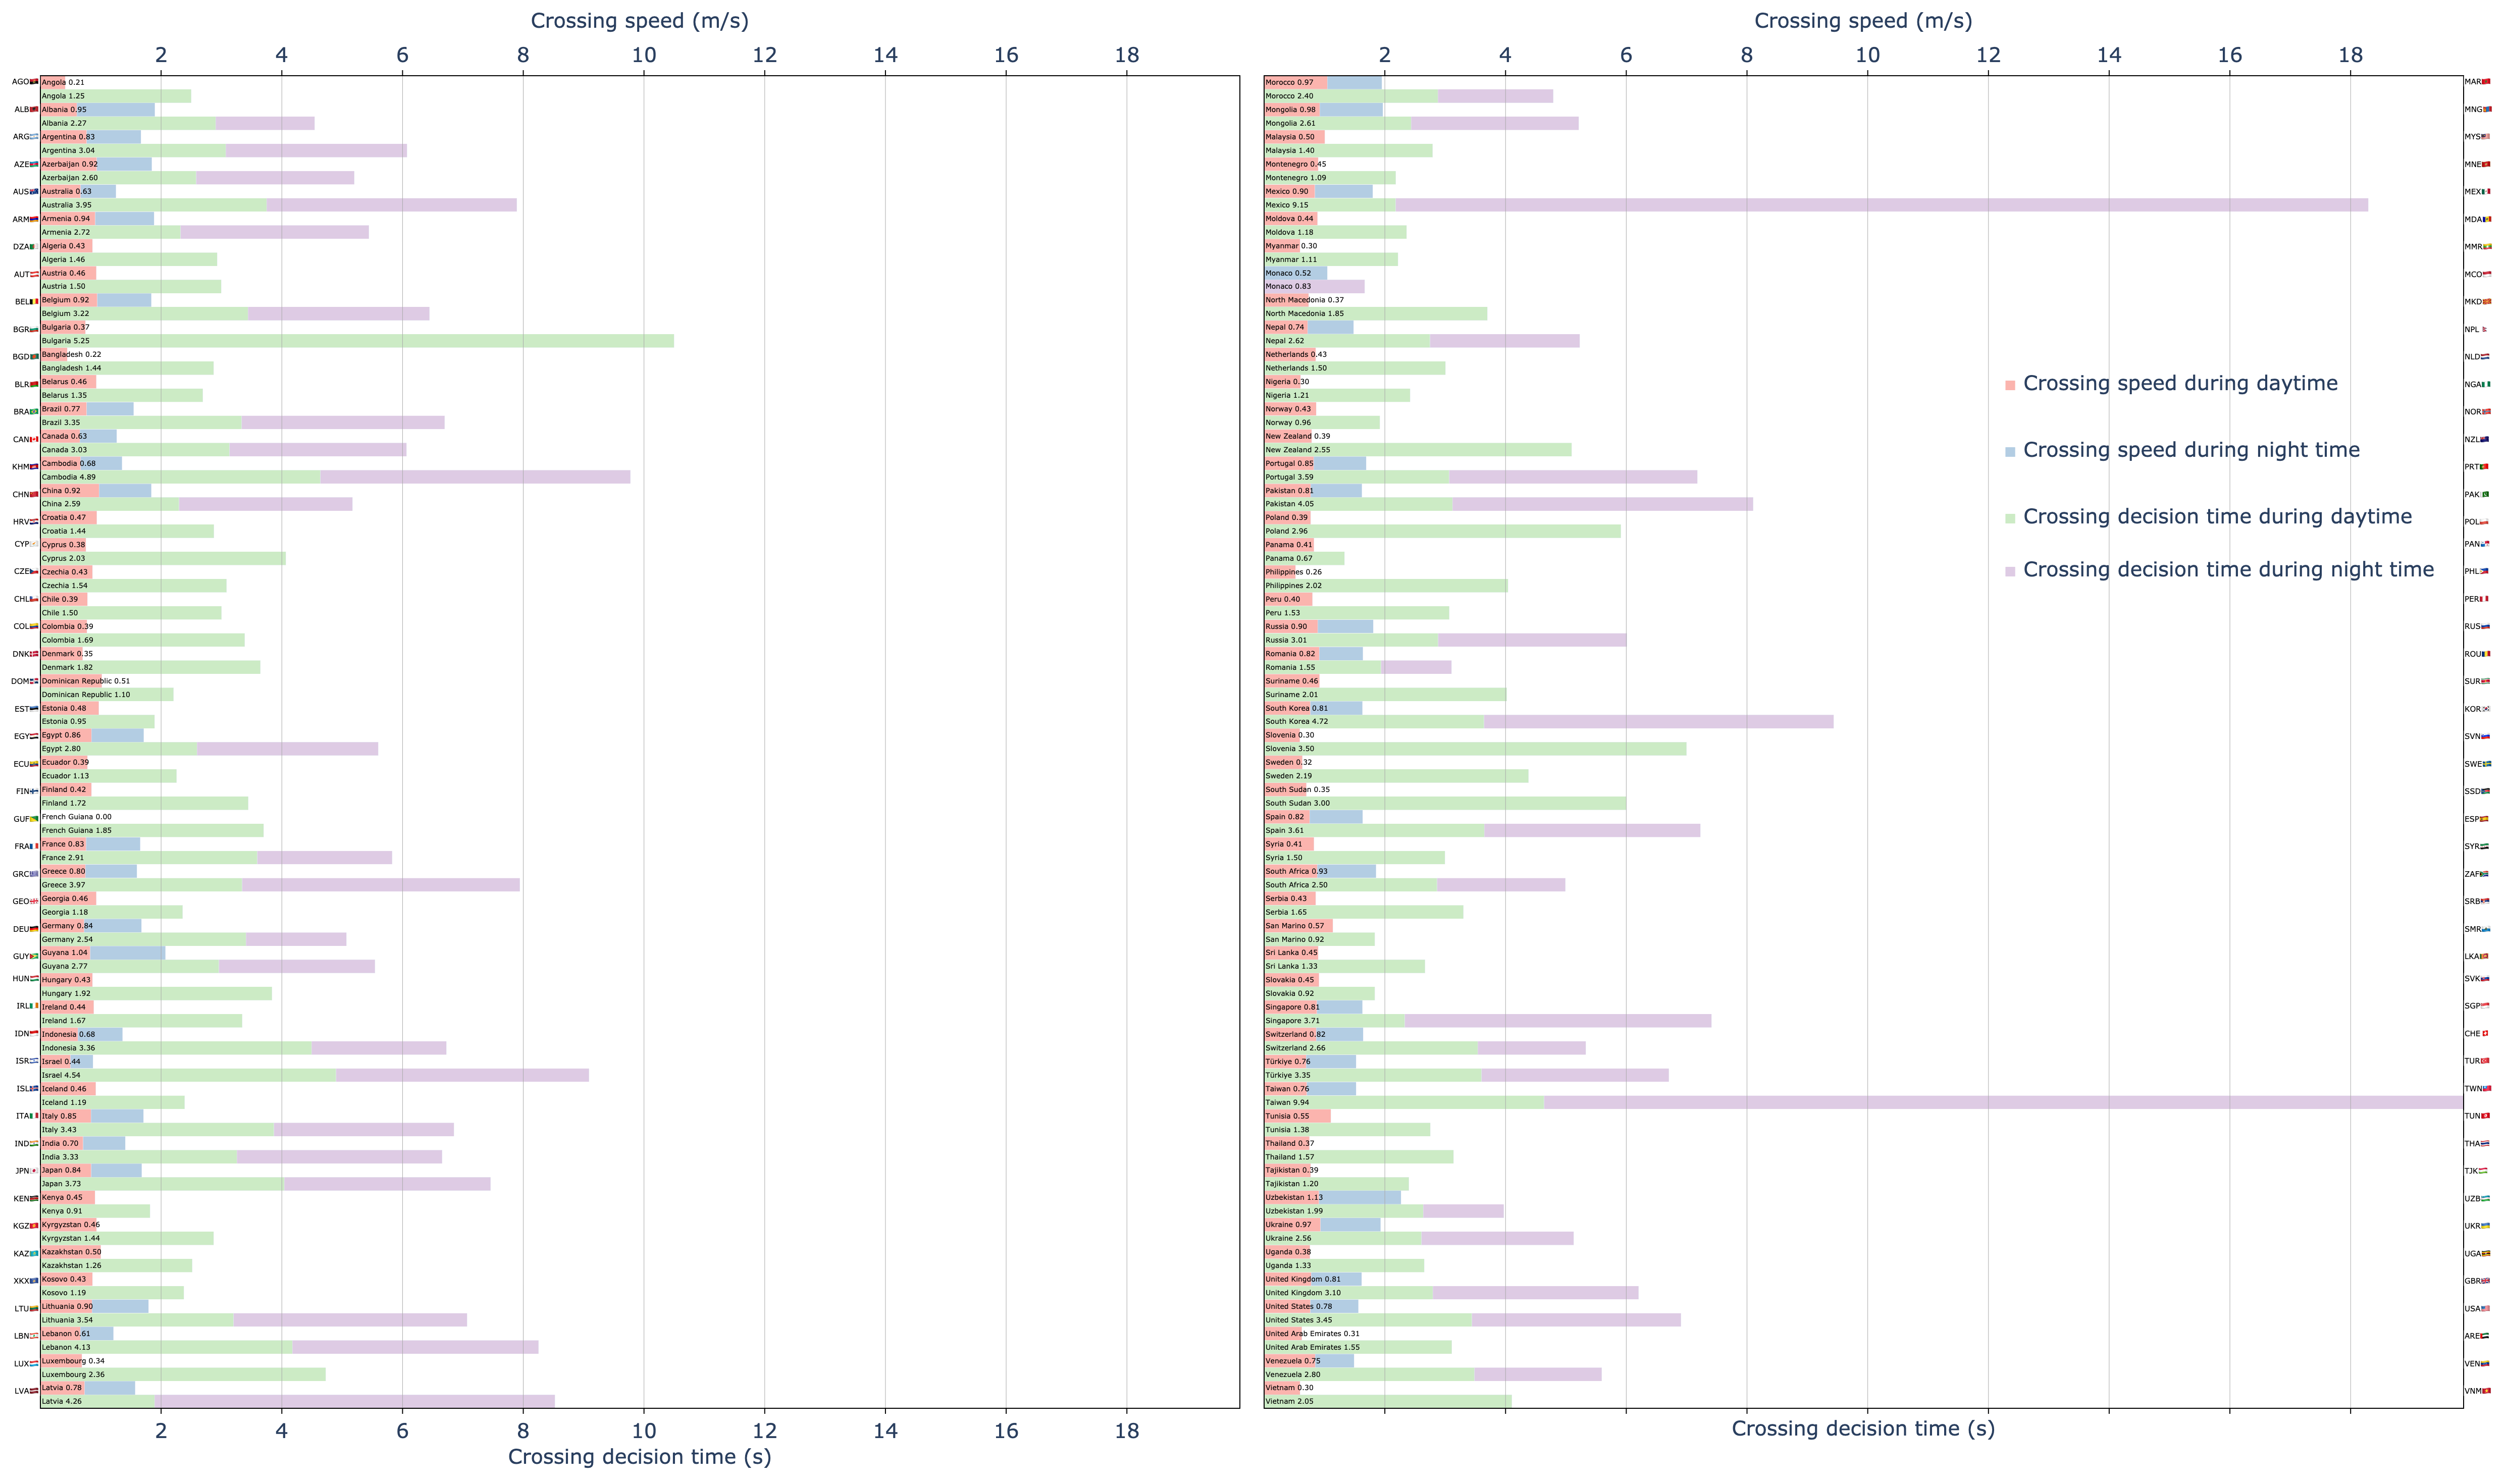 Crossing speed (m/s)
2 4 6 8 10 12 14 16 18
AGO Angola 0.21
Angola 1.25
ALB Albania 0.95
Albania 2.27
ARG Argentina 0.83
Argentina 3.04
AZE Azerbaijan 0.92
Azerbaijan 2.60
AUS Australia 0.63
Australia 3.95
ARM Armenia 0.94
Armenia 2.72
DZA Algeria 0.43
Algeria 1.46
AUT Austria 0.46
Austria 1.50
BEL Belgium 0.92
Belgium 3.22
BGR Bulgaria 0.37
Bulgaria 5.25
BGD Bangladesh 0.22
Bangladesh 1.44
BLR Belarus 0.46
Belarus 1.35
BRA Brazil 0.77
Brazil 3.35
CAN Canada 0.63
Canada 3.03
KHM Cambodia 0.68
Cambodia 4.89
CHN China 0.92
China 2.59
HRV Croatia 0.47
Croatia 1.44
CYP Cyprus 0.38
Cyprus 2.03
CZE Czechia 0.43
Czechia 1.54
CHL Chile 0.39
Chile 1.50
COL Colombia 0.39
Colombia 1.69
DNK Denmark 0.35
Denmark 1.82
DOM Dominican Republic 0.51
Dominican Republic 1.10
EST Estonia 0.48
Estonia 0.95
EGY Egypt 0.86
Egypt 2.80
ECU Ecuador 0.39
Ecuador 1.13
FIN Finland 0.42
Finland 1.72
GUF French Guiana 0.00
French Guiana 1.85
FRA France 0.83
France 2.91
GRC Greece 0.80
Greece 3.97
GEO Georgia 0.46
Georgia 1.18
DEU Germany 0.84
Germany 2.54
GUY Guyana 1.04
Guyana 2.77
HUN Hungary 0.43
Hungary 1.92
IRL Ireland 0.44
Ireland 1.67
IDN Indonesia 0.68
Indonesia 3.36
ISR Israel 0.44
Israel 4.54
ISL Iceland 0.46
Iceland 1.19
ITA Italy 0.85
Italy 3.43
IND India 0.70
India 3.33
JPN Japan 0.84
Japan 3.73
KEN Kenya 0.45
Kenya 0.91
KGZ Kyrgyzstan 0.46
Kyrgyzstan 1.44
KAZ Kazakhstan 0.50
Kazakhstan 1.26
XKX Kosovo 0.43
Kosovo 1.19
LTU Lithuania 0.90
Lithuania 3.54
LBN Lebanon 0.61
Lebanon 4.13
LUX Luxembourg 0.34
Luxembourg 2.36
LVA Latvia 0.78
Latvia 4.26
2 4 6 8 10 12 14 16 18
Crossing decision time (s)
Crossing speed (m/s)
2 4 6 8 10 12 14 16 18
Morocco 0.97 MAR
Morocco 2.40
Mongolia 0.98 MNG
Mongolia 2.61
Malaysia 0.50 MYS
Malaysia 1.40
Montenegro 0.45 MNE
Montenegro 1.09
Mexico 0.90 MEX
Mexico 9.15
Moldova 0.44 MDA
Moldova 1.18
Myanmar 0.30 MMR
Myanmar 1.11
Monaco 0.52 MCO
Monaco 0.83
North Macedonia 0.37 MKD
North Macedonia 1.85
Nepal 0.74 NPL
Nepal 2.62
Netherlands 0.43 NLD
Netherlands 1.50
Nigeria 0.30 NGA
Nigeria 1.21
Norway 0.43 NOR
Norway 0.96
New Zealand 0.39 NZL
New Zealand 2.55
Portugal 0.85 PRT
Portugal 3.59
Pakistan 0.81 PAK
Pakistan 4.05
Poland 0.39 POL
Poland 2.96
Panama 0.41 PAN
Panama 0.67
Philippines 0.26 PHL
Philippines 2.02
Peru 0.40 PER
Peru 1.53
Russia 0.90 RUS
Russia 3.01
Romania 0.82 ROU
Romania 1.55
Suriname 0.46 SUR
Suriname 2.01
South Korea 0.81 KOR
South Korea 4.72
Slovenia 0.30 SVN
Slovenia 3.50
Sweden 0.32 SWE
Sweden 2.19
South Sudan 0.35 SSD
South Sudan 3.00
Spain 0.82 ESP
Spain 3.61
Syria 0.41 SYR
Syria 1.50
South Africa 0.93 ZAF
South Africa 2.50
Serbia 0.43 SRB
Serbia 1.65
San Marino 0.57 SMR
San Marino 0.92
Sri Lanka 0.45 LKA
Sri Lanka 1.33
Slovakia 0.45 SVK
Slovakia 0.92
Singapore 0.81 SGP
Singapore 3.71
Switzerland 0.82 CHE
Switzerland 2.66
Türkiye 0.76 TUR
Türkiye 3.35
Taiwan 0.76 TWN
Taiwan 9.94
Tunisia 0.55 TUN
Tunisia 1.38
Thailand 0.37 THA
Thailand 1.57
Tajikistan 0.39 TJK
Tajikistan 1.20
Uzbekistan 1.13 UZB
Uzbekistan 1.99
Ukraine 0.97 UKR
Ukraine 2.56
Uganda 0.38 UGA
Uganda 1.33
United Kingdom 0.81 GBR
United Kingdom 3.10
United States 0.78 USA
United States 3.45
United Arab Emirates 0.31 ARE
United Arab Emirates 1.55
Venezuela 0.75 VEN
Venezuela 2.80
Vietnam 0.30 VNM
Vietnam 2.05
2 4 6 8 10 12 14 16 18
Crossing decision time (s)
Crossing speed during daytime
Crossing speed during night time
Crossing decision time during daytime
Crossing decision time during night time